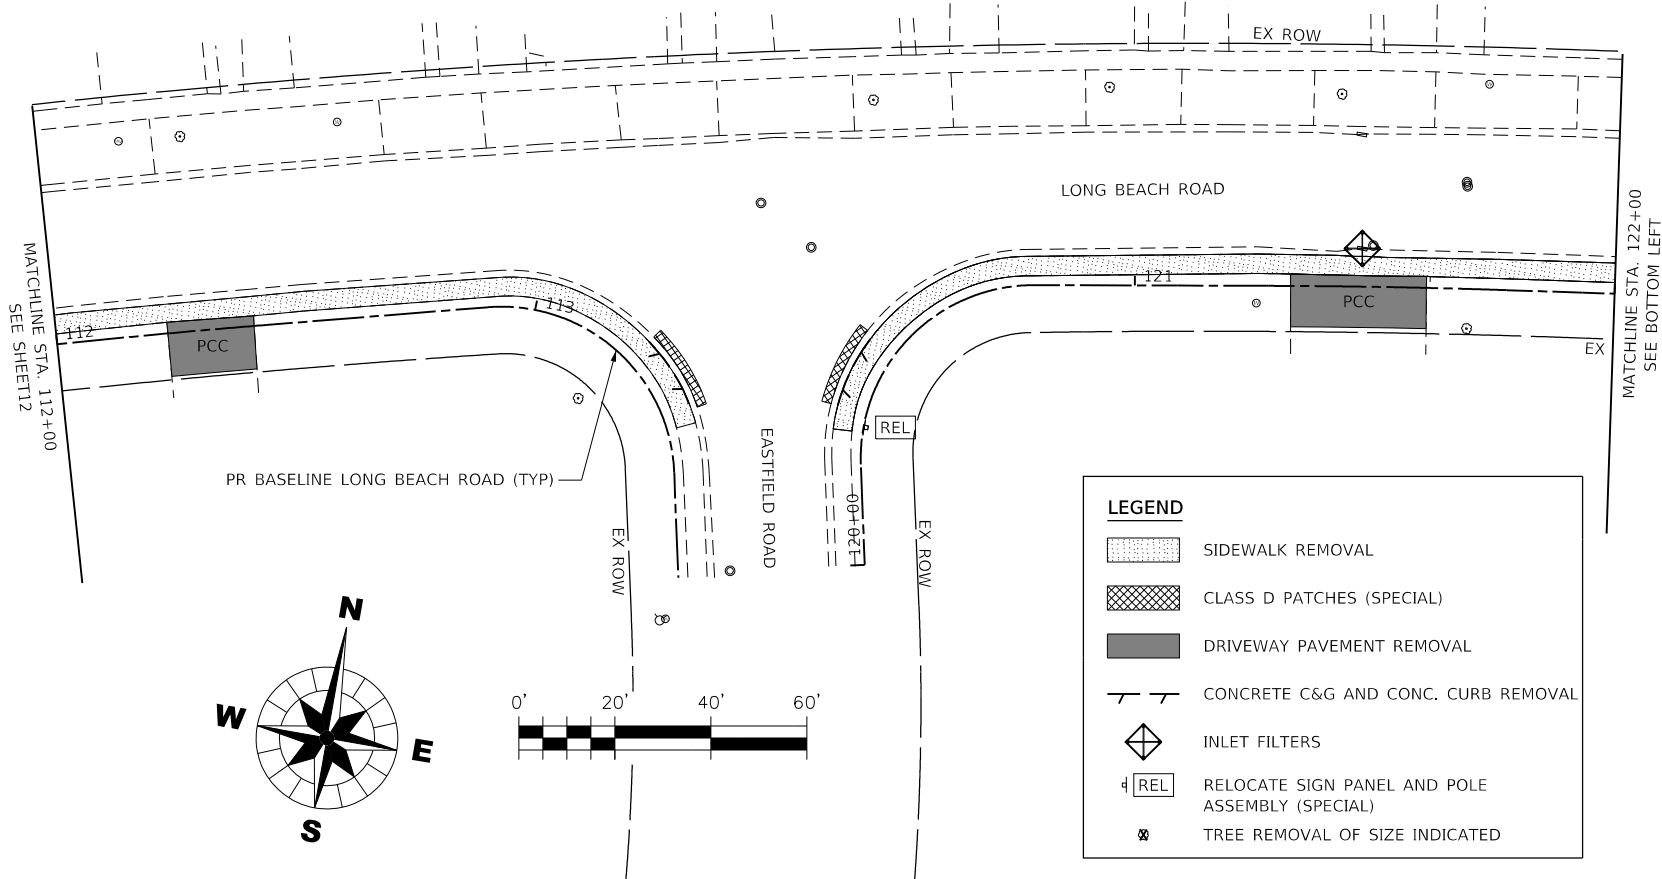 EX ROW
LONG BEACH ROAD
MATCHLINE STA. 112+00
SEE SHEET12
112
PCC
113
121
PCC
EX
MATCHLINE STA. 122+00
SEE BOTTOM LEFT
REL
PR BASELINE LONG BEACH ROAD (TYP)
EASTFIELD ROAD
120+00
EX ROW
EX ROW
N
W
E
S
0' 20' 40' 60'
LEGEND
SIDEWALK REMOVAL
CLASS D PATCHES (SPECIAL)
DRIVEWAY PAVEMENT REMOVAL
CONCRETE C&G AND CONC. CURB REMOVAL
INLET FILTERS
REL RELOCATE SIGN PANEL AND POLE
ASSEMBLY (SPECIAL)
TREE REMOVAL OF SIZE INDICATED